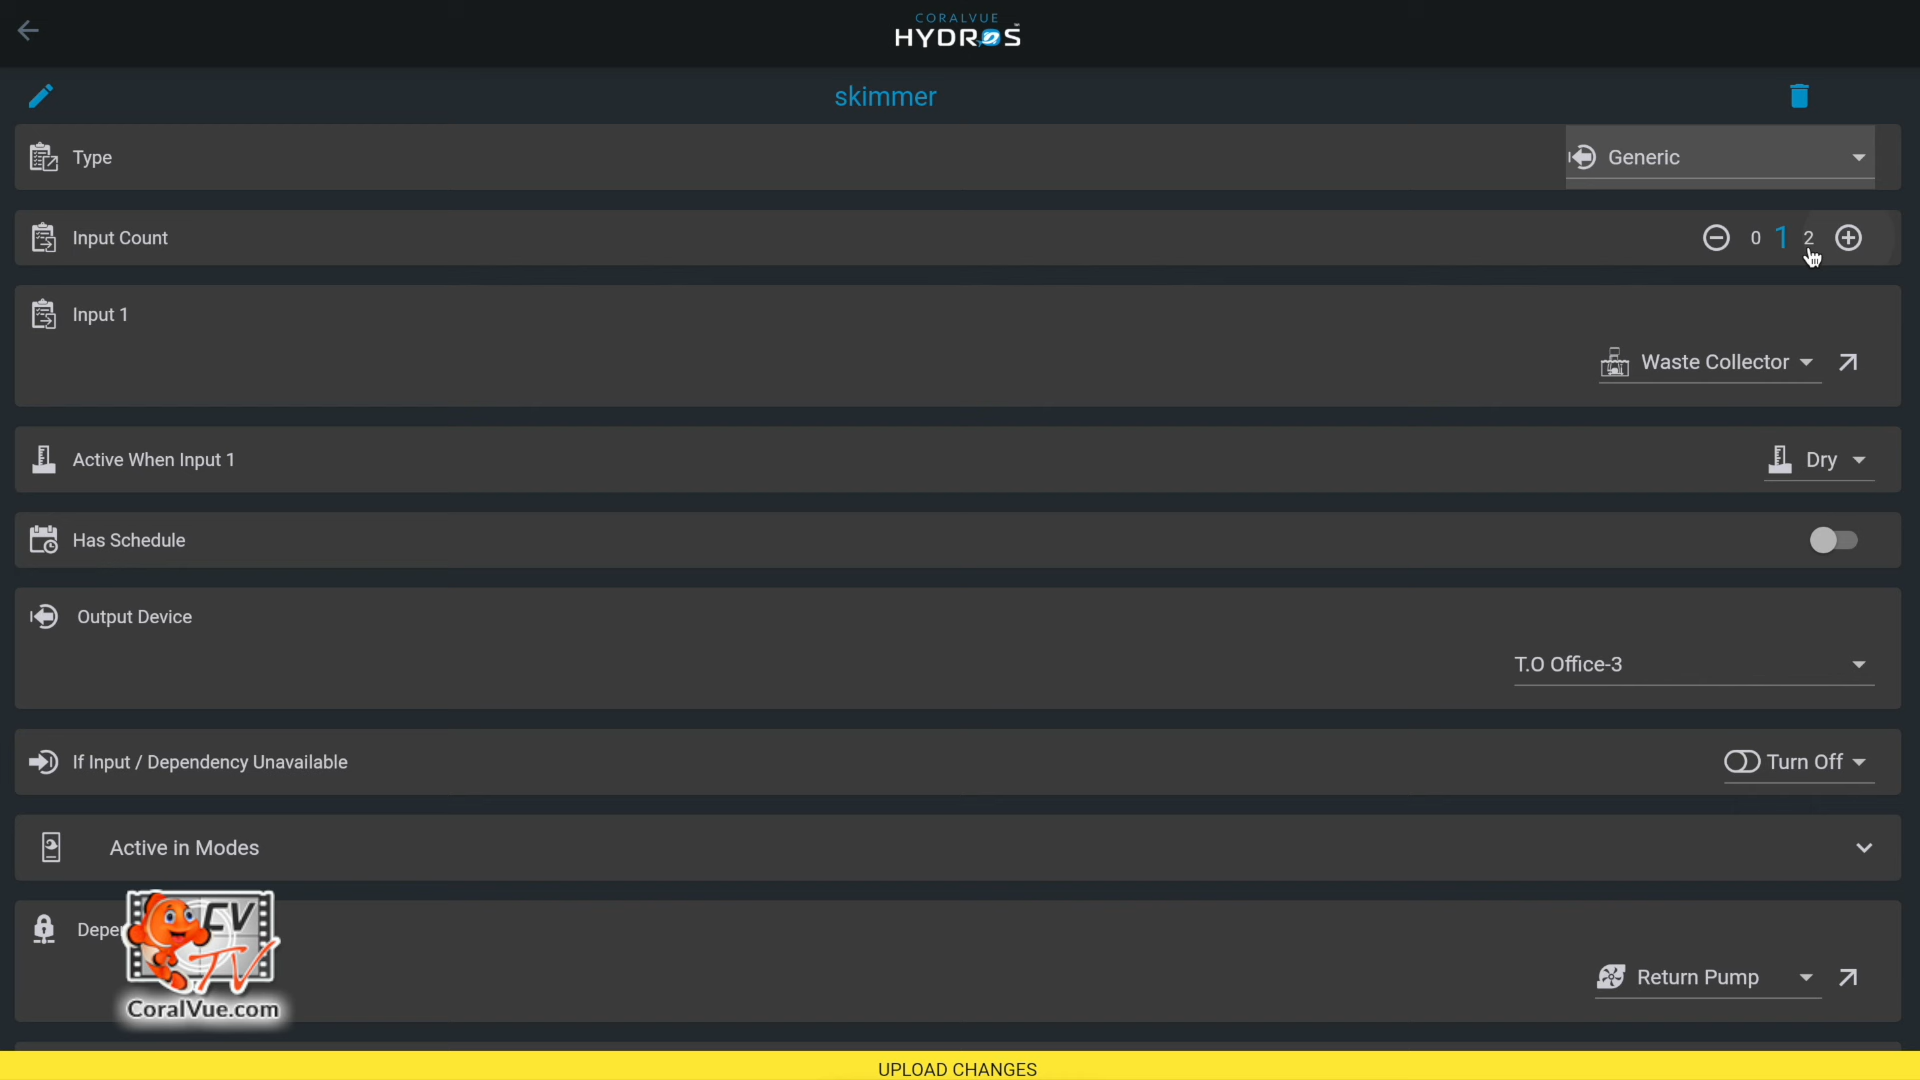 CORALVUE
HYDROS
skimmer
Type
Generic
Input Count
0 1 2
Input 1
Waste Collector
Active When Input 1
Dry
Has Schedule
Output Device
T.O Office-3
If Input / Dependency Unavailable
Turn Off
Active in Modes
Depen
Return Pump
CV
TV
CoralVue.com
UPLOAD CHANGES